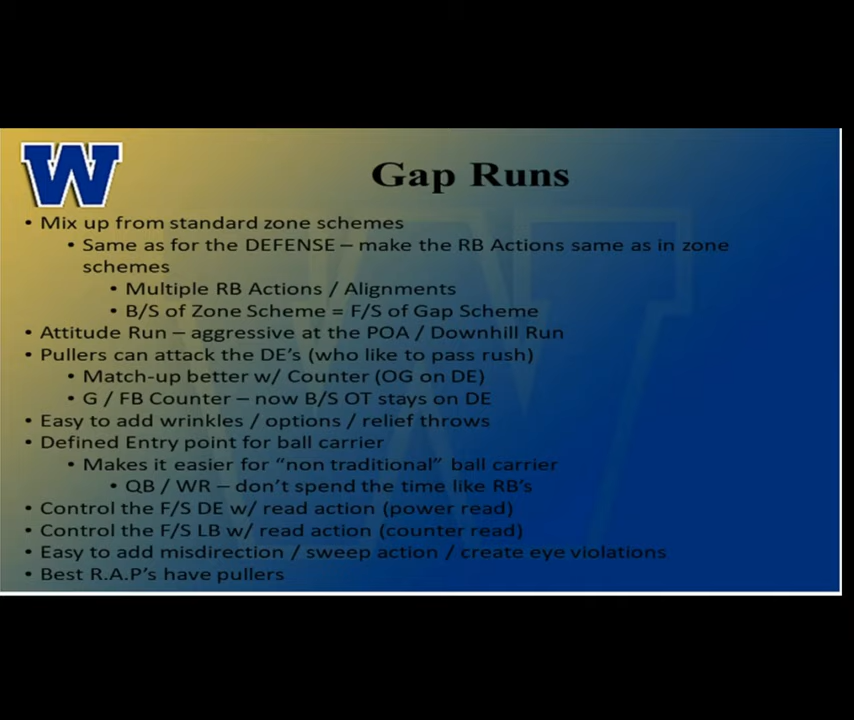 W
Gap Runs
• Mix up from standard zone schemes
• Same as for the DEFENSE – make the RB Actions same as in zone
schemes
• Multiple RB Actions / Alignments
• B/S of Zone Scheme = F/S of Gap Scheme
• Attitude Run – aggressive at the POA / Downhill Run
• Pullers can attack the DE's (who like to pass rush)
• Match-up better w/ Counter (OG on DE)
• G / FB Counter – now B/S OT stays on DE
• Easy to add wrinkles / options / relief throws
• Defined Entry point for ball carrier
• Makes it easier for “non traditional” ball carrier
• QB / WR – don't spend the time like RB's
• Control the F/S DE w/ read action (power read)
• Control the F/S LB w/ read action (counter read)
• Easy to add misdirection / sweep action / create eye violations
• Best R.A.P's have pullers